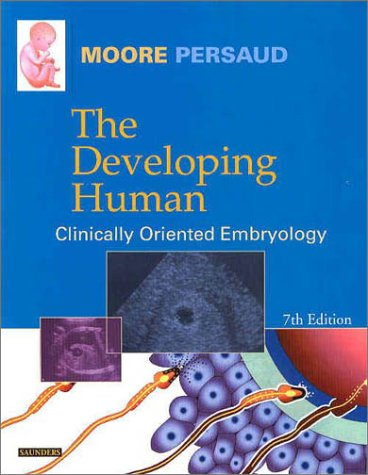 MOORE PERSAUD
The
Developing
Human
Clinically Oriented Embryology
7th Edition
SAUNDERS